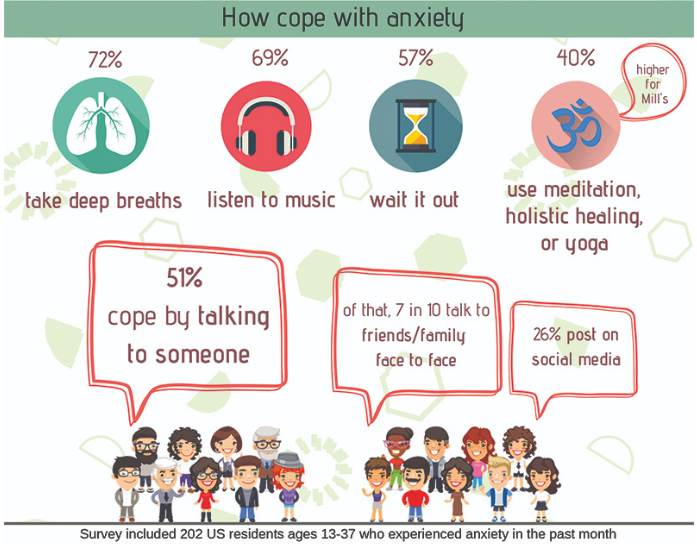 How cope with anxiety
72%
69%
57%
40%
higher
for
Mill's
take deep breaths
listen to music
wait it out
use meditation,
holistic healing,
or yoga
51%
cope by talking
to someone
of that, 7 in 10 talk to
friends/family
face to face
26% post on
social media
Survey included 202 US residents ages 13-37 who experienced anxiety in the past month